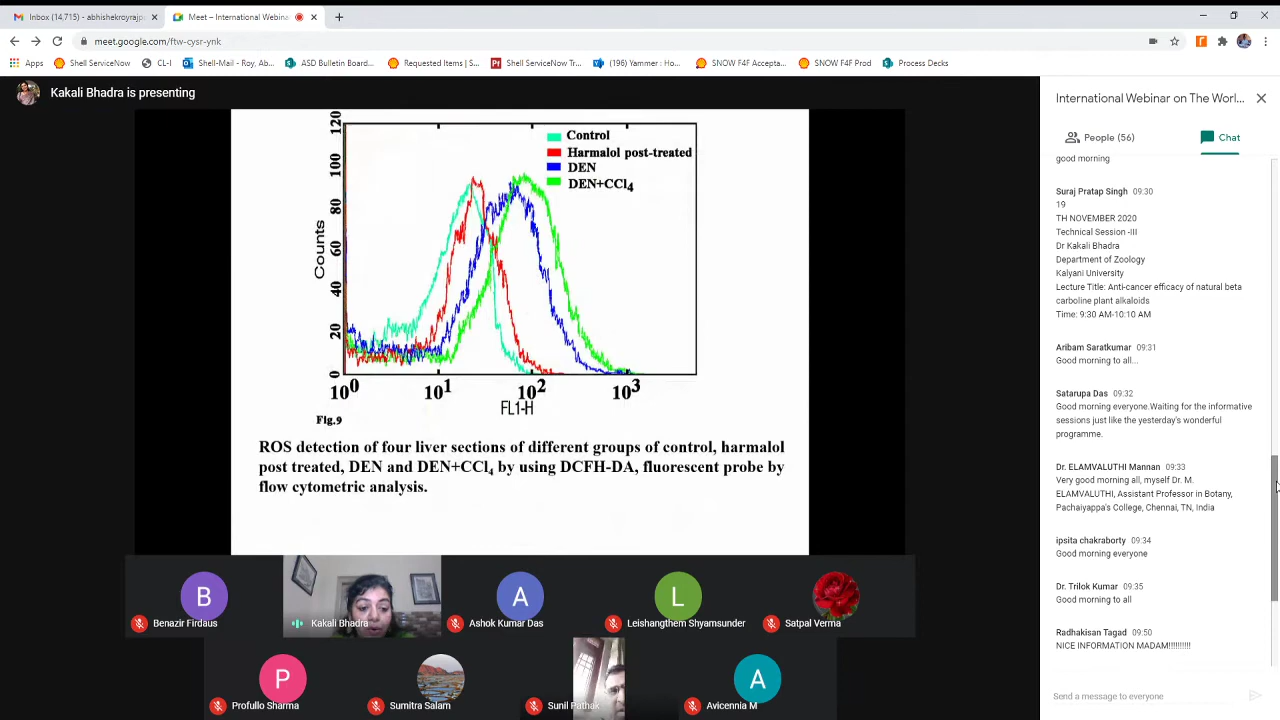 Inbox (14,715) - abhishekroyrajp
Meet – International Webina
meet.google.com/ftw-cysr-ynk
Apps
Shell ServiceNow
CL-I
Shell-Mail - Roy, Ab...
ASD Bulletin Board...
Requested Items | S...
Shell ServiceNow Tr...
(196) Yammer : Ho...
SNOW F4F Accepta...
SNOW F4F Prod
Process Decks
Kakali Bhadra is presenting
120
100
80
60
40
20
0
Counts
Control
Harmalol post-treated
DEN
DEN+CCl4
10^0 10^1 10^2 10^3
FL1-H
Fig.9
ROS detection of four liver sections of different groups of control, harmalol
post treated, DEN and DEN+CCl4 by using DCFH-DA, fluorescent probe by
flow cytometric analysis.
B
Benazir Firdaus
Kakali Bhadra
A
Ashok Kumar Das
L
Leishangthem Shyamsunder
Satpal Verma
P
Profullo Sharma
Sumitra Salam
Sunil Pathak
A
Avicennia M
International Webinar on The Worl...
People (56)
Chat
good morning
Suraj Pratap Singh 09:30
19
TH NOVEMBER 2020
Technical Session -III
Dr Kakali Bhadra
Department of Zoology
Kalyani University
Lecture Title: Anti-cancer efficacy of natural beta
carboline plant alkaloids
Time: 9:30 AM-10:10 AM
Aribam Saratkumar 09:31
Good morning to all...
Satarupa Das 09:32
Good morning everyone.Waiting for the informative
sessions just like the yesterday's wonderful
programme.
Dr. ELAMVALUTHI Mannan 09:33
Very good morning all, myself Dr. M.
ELAMVALUTHI, Assistant Professor in Botany,
Pachaiyappa's College, Chennai, TN, India
ipsita chakraborty 09:34
Good morning everyone
Dr. Trilok Kumar 09:35
Good morning to all
Radhakisan Tagad 09:50
NICE INFORMATION MADAM!!!!!!!!!!
Send a message to everyone